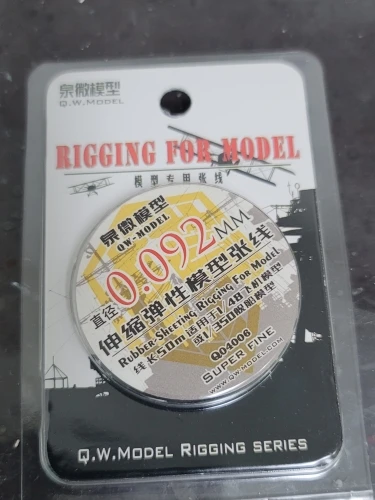 泉微模型
Q.W.MODEL
RIGGING FOR MODEL
模型专用张线
泉微模型
QW-MODEL
直径:0.092MM
伸缩弹性模型张线
Rubber Sheeting Rigging For Model
线长50m 适用于1/48飞机模型
或1/350舰船模型
QC4006
SUPER FINE
WWW.QWMODEL.COM
Q.W.MODEL RIGGING SERIES